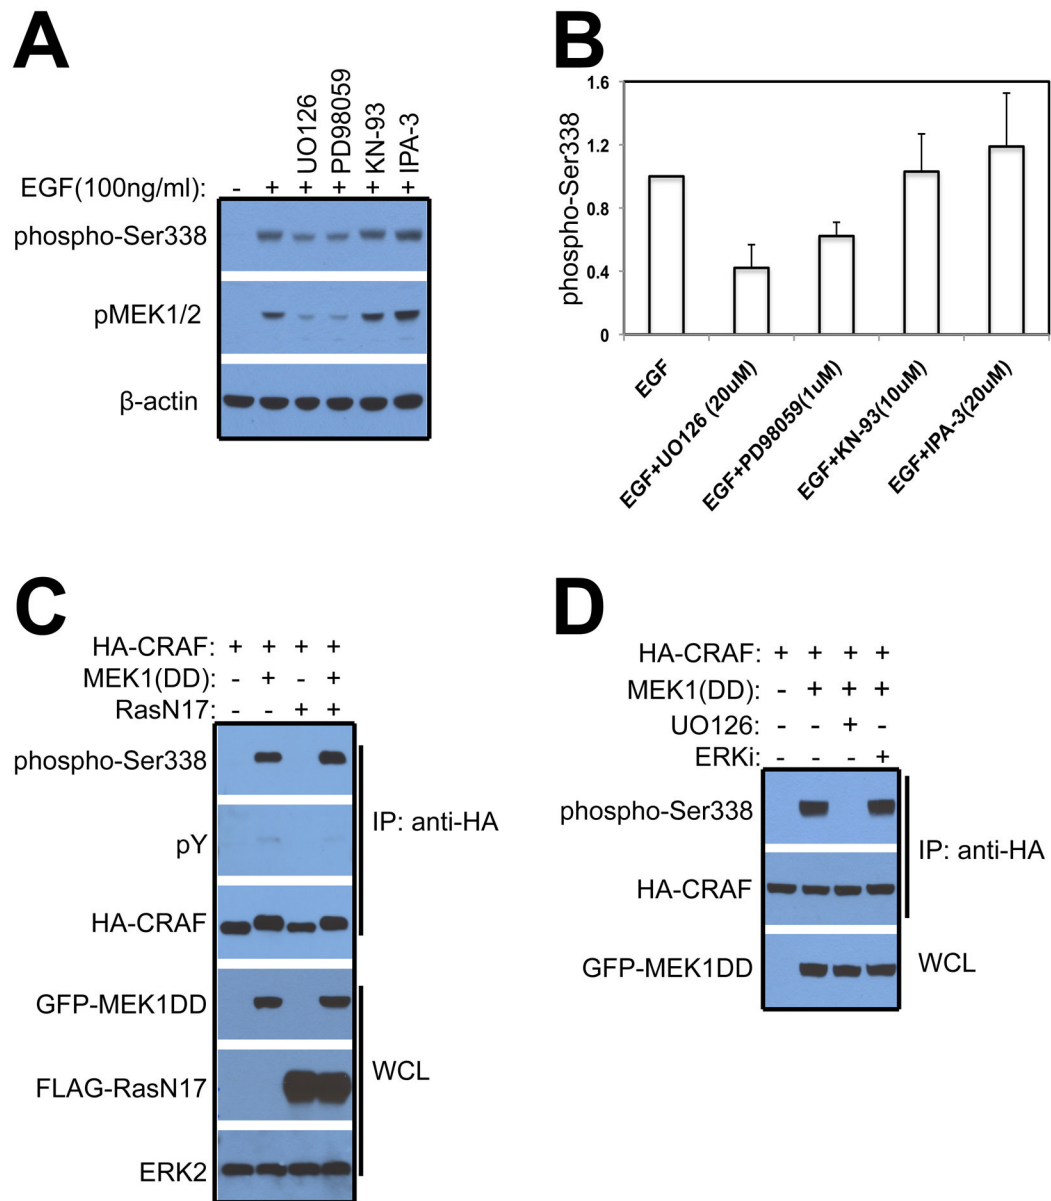 A
UO126
PD98059
KN-93
IPA-3
EGF(100ng/ml): - + + + + +
phospho-Ser338
pMEK1/2
β-actin
B
phospho-Ser338
1.6
1.2
0.8
0.4
0
EGF
EGF+UO126 (20uM)
EGF+PD98059(1uM)
EGF+KN-93(10uM)
EGF+IPA-3(20uM)
C
HA-CRAF: + + + +
MEK1(DD): - + - +
RasN17: - - + +
phospho-Ser338
pY
IP: anti-HA
HA-CRAF
GFP-MEK1DD
FLAG-RasN17
WCL
ERK2
D
HA-CRAF: + + + +
MEK1(DD): - + + +
UO126: - - + -
ERKi: - - - +
phospho-Ser338
IP: anti-HA
HA-CRAF
GFP-MEK1DD
WCL